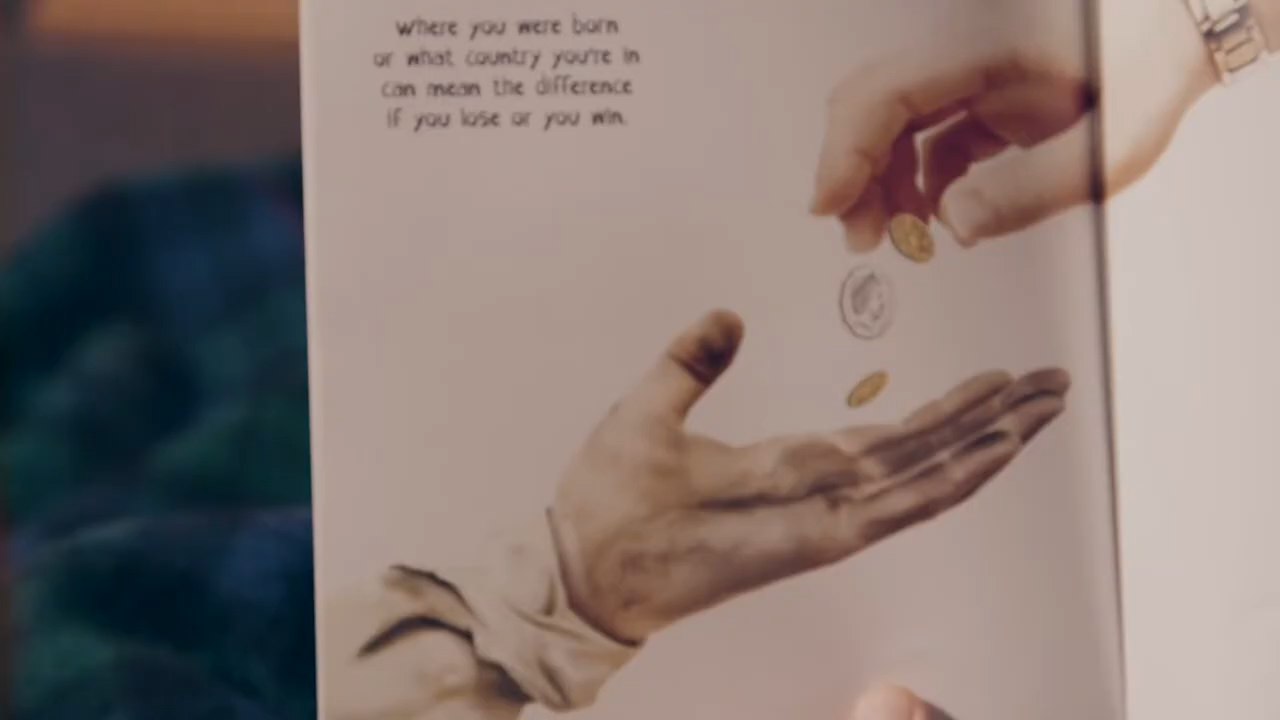 where you were born
or what country you're in
can mean the difference
if you lose or you win.